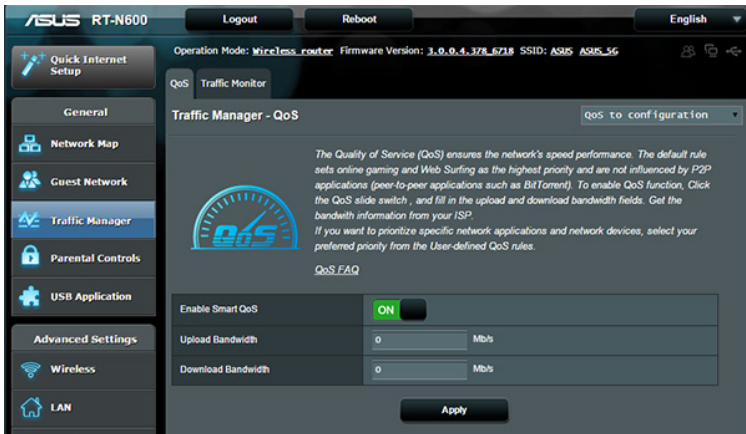 ASUS RT-N600
Logout
Reboot
English
Quick Internet
Setup
General
Network Map
Guest Network
Traffic Manager
Parental Controls
USB Application
Advanced Settings
Wireless
LAN
Operation Mode: Wireless router Firmware Version: 3.0.0.4.378_6718 SSID: ASUS ASUS_5G
QoS
Traffic Monitor
Traffic Manager - QoS
QoS to configuration
QoS
The Quality of Service (QoS) ensures the network's speed performance. The default rule
sets online gaming and Web Surfing as the highest priority and are not influenced by P2P
applications (peer-to-peer applications such as BitTorrent). To enable QoS function, Click
the QoS slide switch , and fill in the upload and download bandwidth fields. Get the
bandwith information from your ISP.
If you want to prioritize specific network applications and network devices, select your
preferred priority from the User-defined QoS rules.
QoS FAQ
Enable Smart QoS
ON
Upload Bandwidth
0 Mb/s
Download Bandwidth
0 Mb/s
Apply